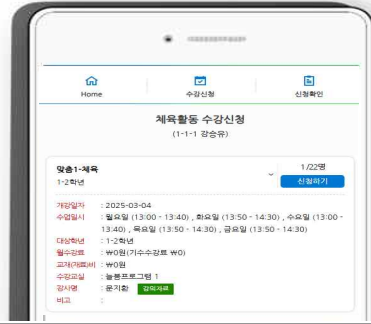 Home
수강신청
신청확인
체육활동 수강신청
(1-1-1 강승유)
맞춤1-체육
1/22명
1-2학년
신청하기
개강일자 : 2025-03-04
수업일시 : 월요일 (13:00 - 13:40) , 화요일 (13:50 - 14:30) , 수요일 (13:00 -
13:40) , 목요일 (13:50 - 14:30) , 금요일 (13:50 - 14:30)
대상학년 : 1-2학년
월수강료 : ₩0원(기수수강료 ₩0)
교재(재료)비 : ₩0원
수강교실 : 늘봄프로그램 1
강사명 : 문지환 강의자료
비고 :